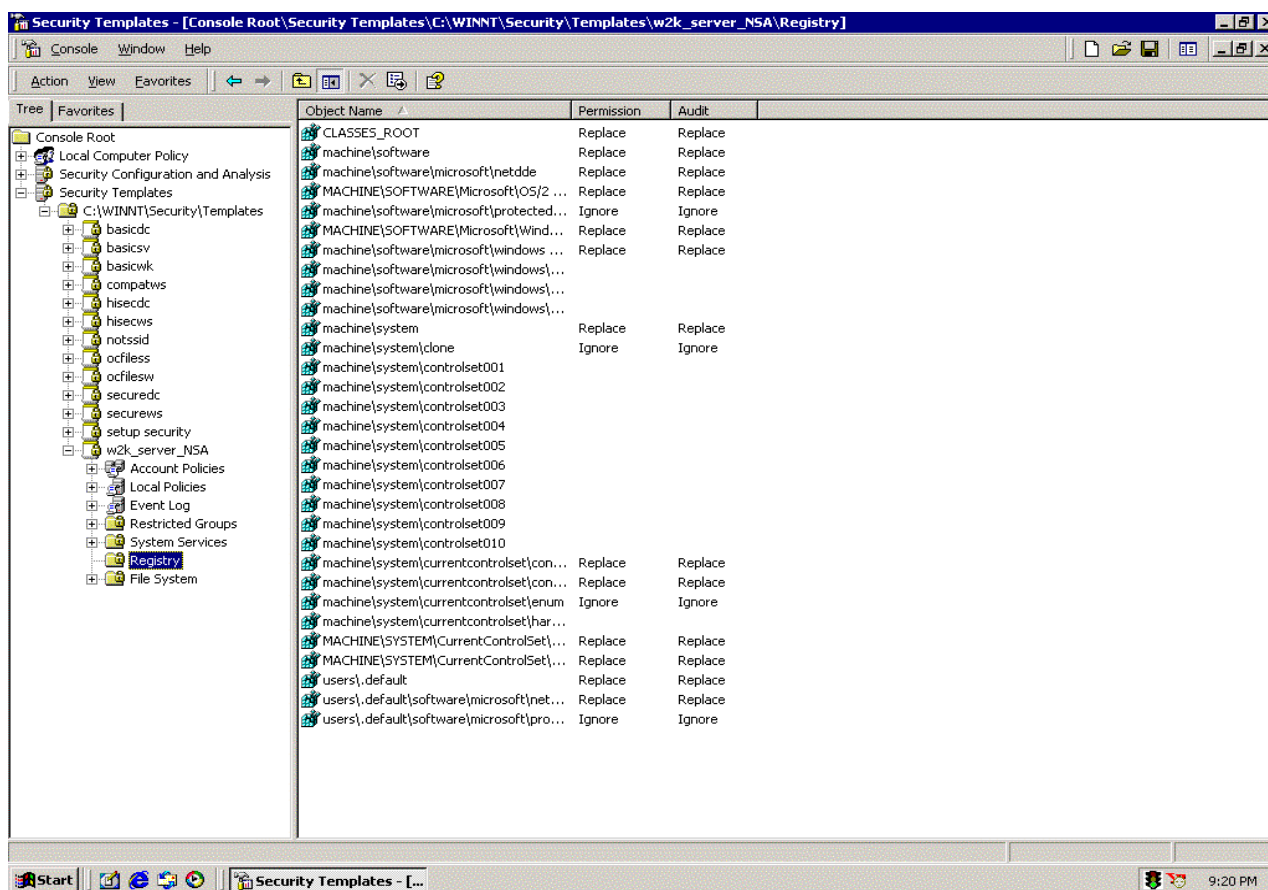 Security Templates - [Console Root\Security Templates\C:\WINNT\Security\Templates\w2k_server_NSA\Registry]
Console Window Help
Action View Favorites
Tree Favorites
Console Root
Local Computer Policy
Security Configuration and Analysis
Security Templates
C:\WINNT\Security\Templates
basicdc
basicsv
basicwk
compatws
hisecdc
hisecws
notssid
ocfiless
ocfilesw
securedc
securews
setup security
w2k_server_NSA
Account Policies
Local Policies
Event Log
Restricted Groups
System Services
Registry
File System
Object Name Permission Audit
CLASSES_ROOT Replace Replace
machine\software Replace Replace
machine\software\microsoft\netdde Replace Replace
MACHINE\SOFTWARE\Microsoft\OS/2 ... Replace Replace
machine\software\microsoft\protected... Ignore Ignore
MACHINE\SOFTWARE\Microsoft\Wind... Replace Replace
machine\software\microsoft\windows ... Replace Replace
machine\software\microsoft\windows\...
machine\software\microsoft\windows\...
machine\software\microsoft\windows\...
machine\system Replace Replace
machine\system\clone Ignore Ignore
machine\system\controlset001
machine\system\controlset002
machine\system\controlset003
machine\system\controlset004
machine\system\controlset005
machine\system\controlset006
machine\system\controlset007
machine\system\controlset008
machine\system\controlset009
machine\system\controlset010
machine\system\currentcontrolset\con... Replace Replace
machine\system\currentcontrolset\con... Replace Replace
machine\system\currentcontrolset\enum Ignore Ignore
machine\system\currentcontrolset\har...
MACHINE\SYSTEM\CurrentControlSet\... Replace Replace
MACHINE\SYSTEM\CurrentControlSet\... Replace Replace
users\.default Replace Replace
users\.default\software\microsoft\net... Replace Replace
users\.default\software\microsoft\pro... Ignore Ignore
Start Security Templates - [... 9:20 PM